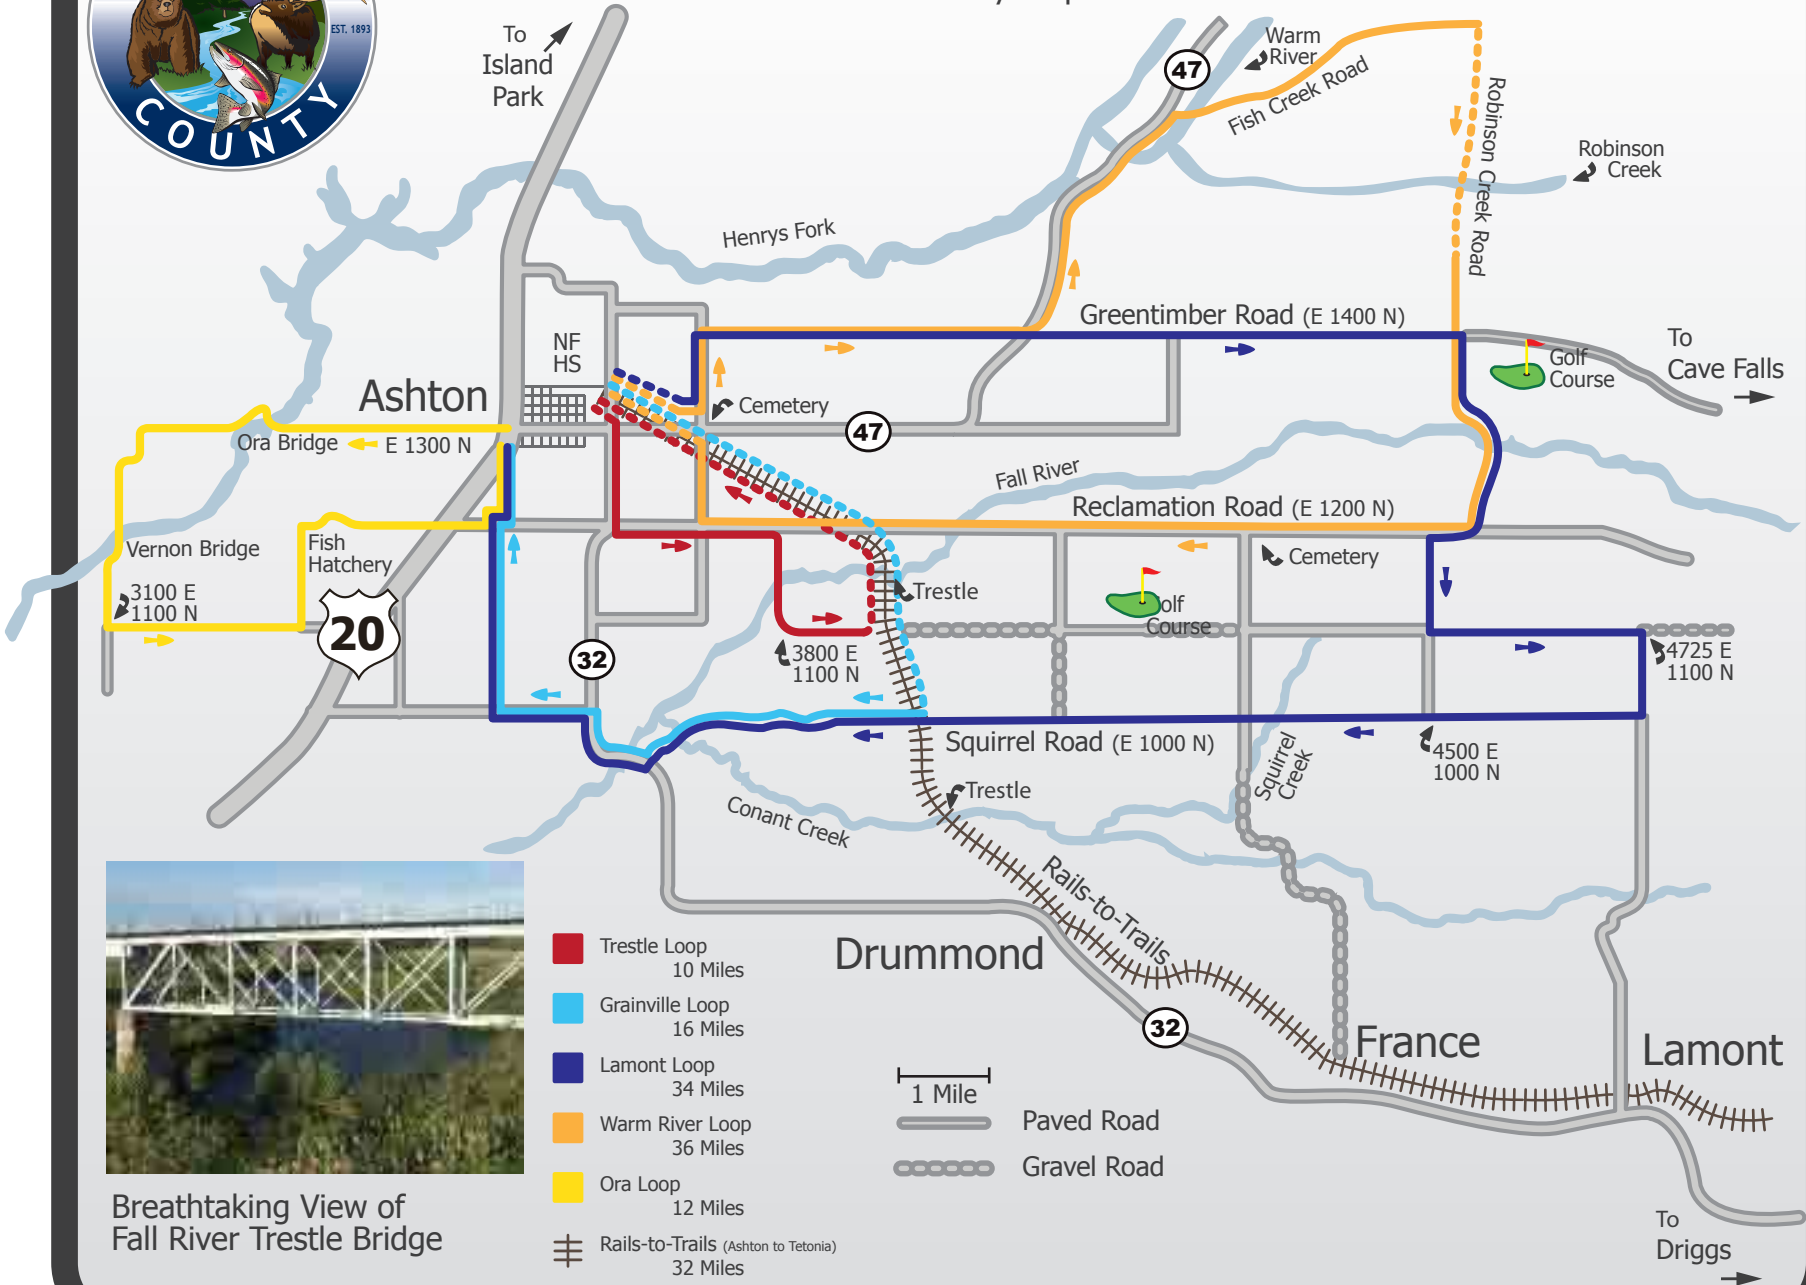 EST. 1893
COUNTY
To
Island
Park
47
Warm
River
Fish Creek Road
Robinson Creek Road
Robinson
Creek
Henrys Fork
Greentimber Road (E 1400 N)
To
Cave Falls
Golf
Course
NF
HS
Ashton
Cemetery
47
Ora Bridge
E 1300 N
Fall River
Reclamation Road (E 1200 N)
Vernon Bridge
Fish
Hatchery
Cemetery
3100 E
1100 N
Trestle
olf
Course
20
32
3800 E
1100 N
4725 E
1100 N
Squirrel Road (E 1000 N)
Squirrel
Creek
4500 E
1000 N
Trestle
Conant Creek
Rails-to-Trails
Drummond
32
France
Lamont
Trestle Loop
10 Miles
Grainville Loop
16 Miles
Lamont Loop
34 Miles
Warm River Loop
36 Miles
Ora Loop
12 Miles
Rails-to-Trails (Ashton to Tetonia)
32 Miles
1 Mile
Paved Road
Gravel Road
Breathtaking View of
Fall River Trestle Bridge
To
Driggs